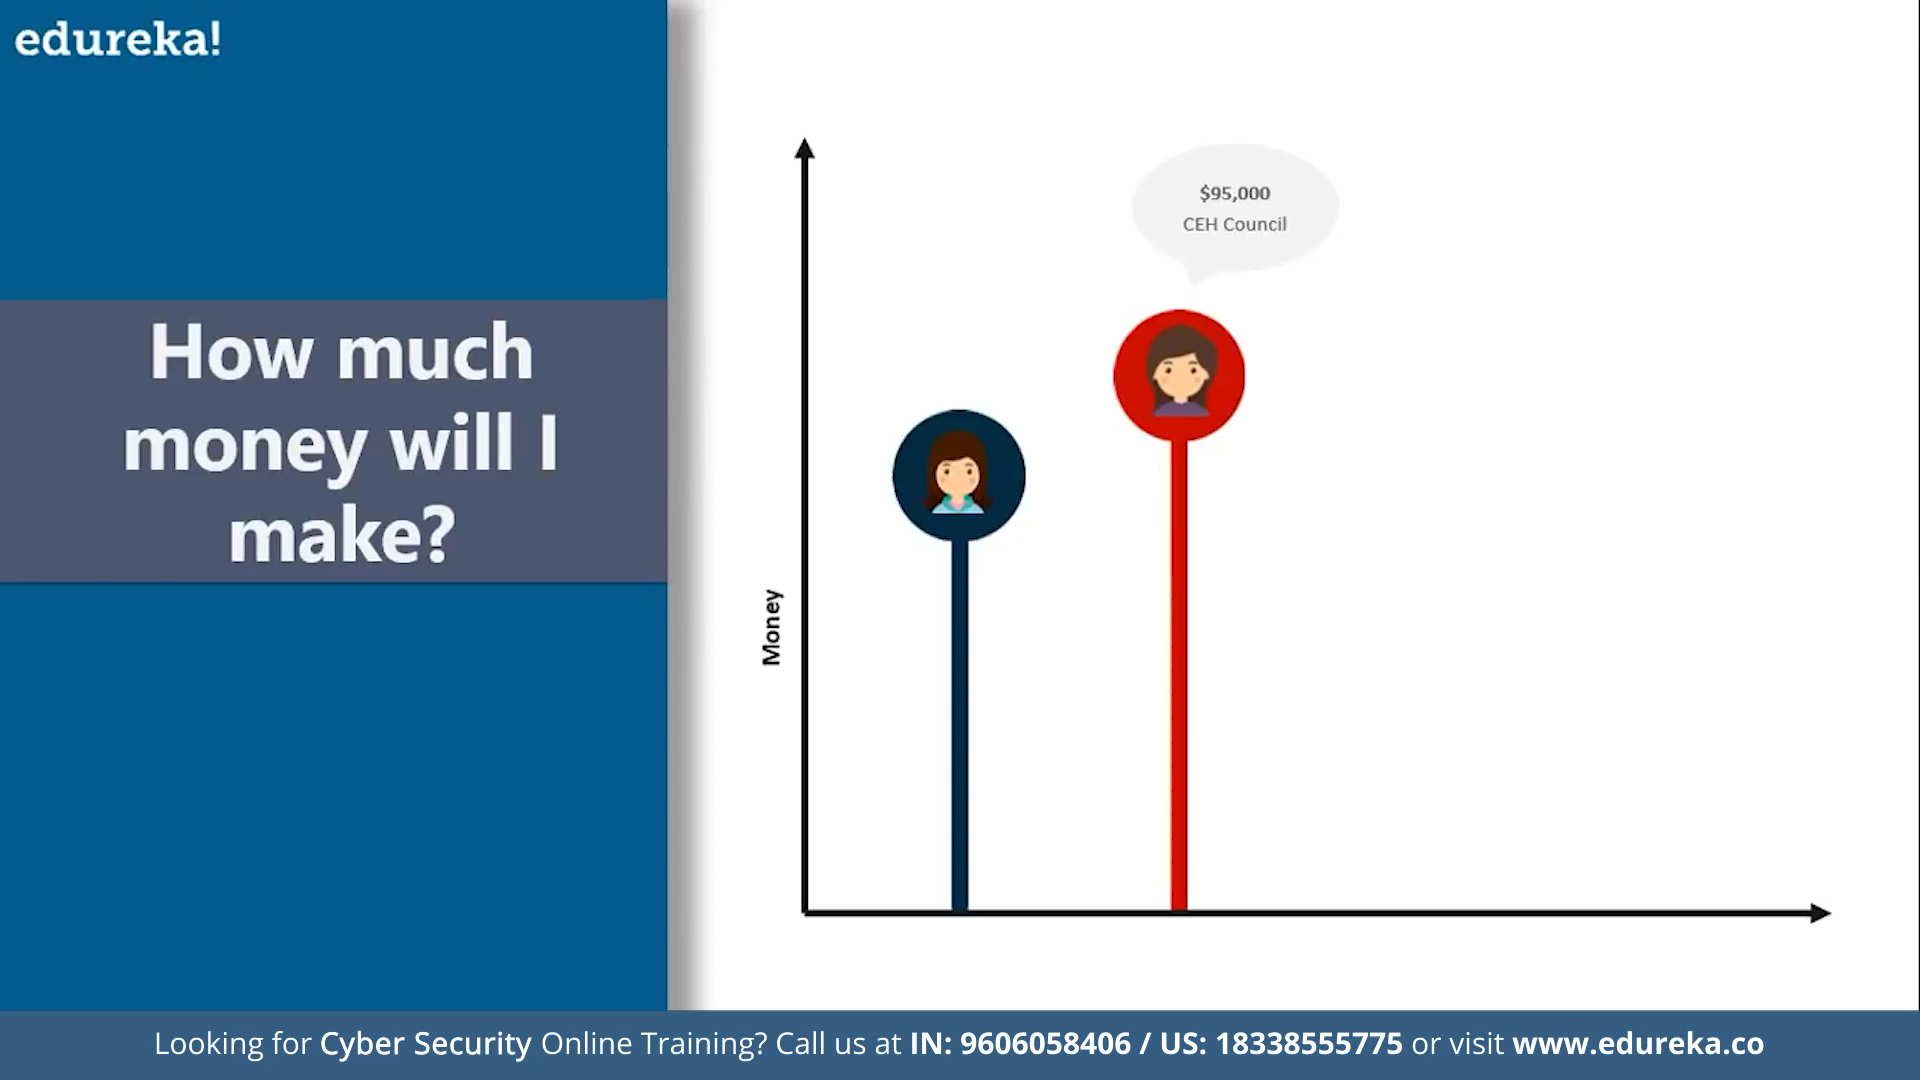 edureka!
How much
money will I
make?
$95,000
CEH Council
Money
Looking for Cyber Security Online Training? Call us at IN: 9606058406 / US: 18338555775 or visit www.edureka.co